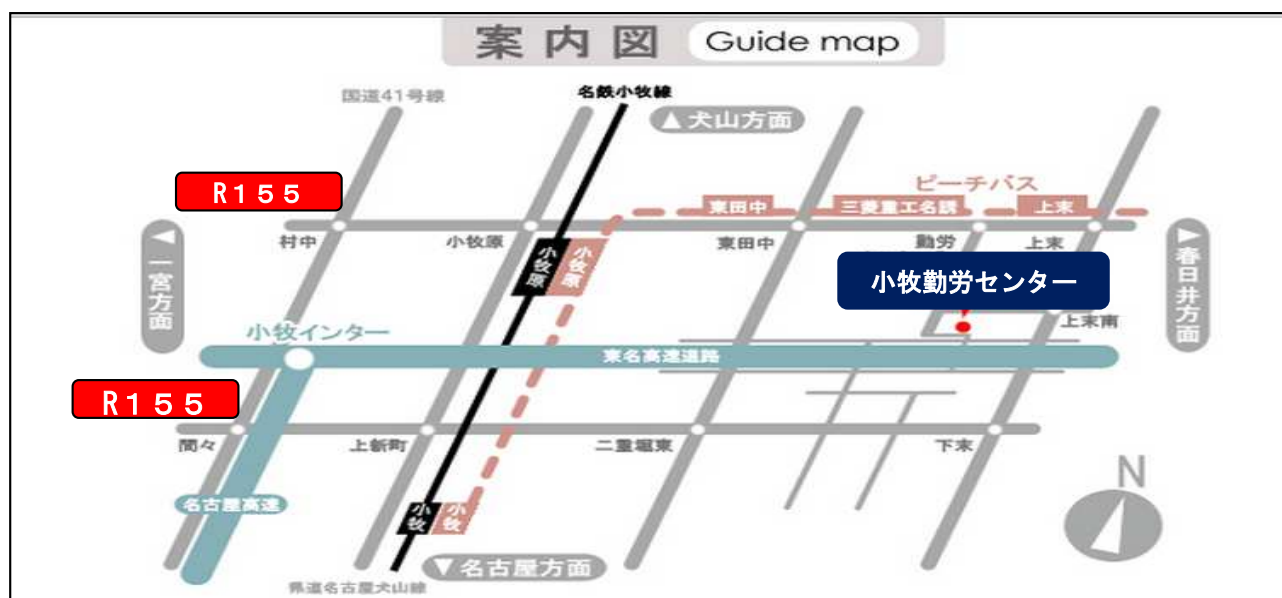 案内図 Guide map
国道41号線
名鉄小牧線
▲犬山方面
R155
ピーチバス
東田中
三菱重工名誘
上末
村中
小牧原
東田中
勤労
上末
◀一宮方面
小牧原
小牧原
小牧勤労センター
▶春日井方面
上末南
小牧インター
東名高速道路
R155
間々
上新町
二重堀東
下末
名古屋高速
小牧
小牧
N
▼名古屋方面
県道名古屋犬山線